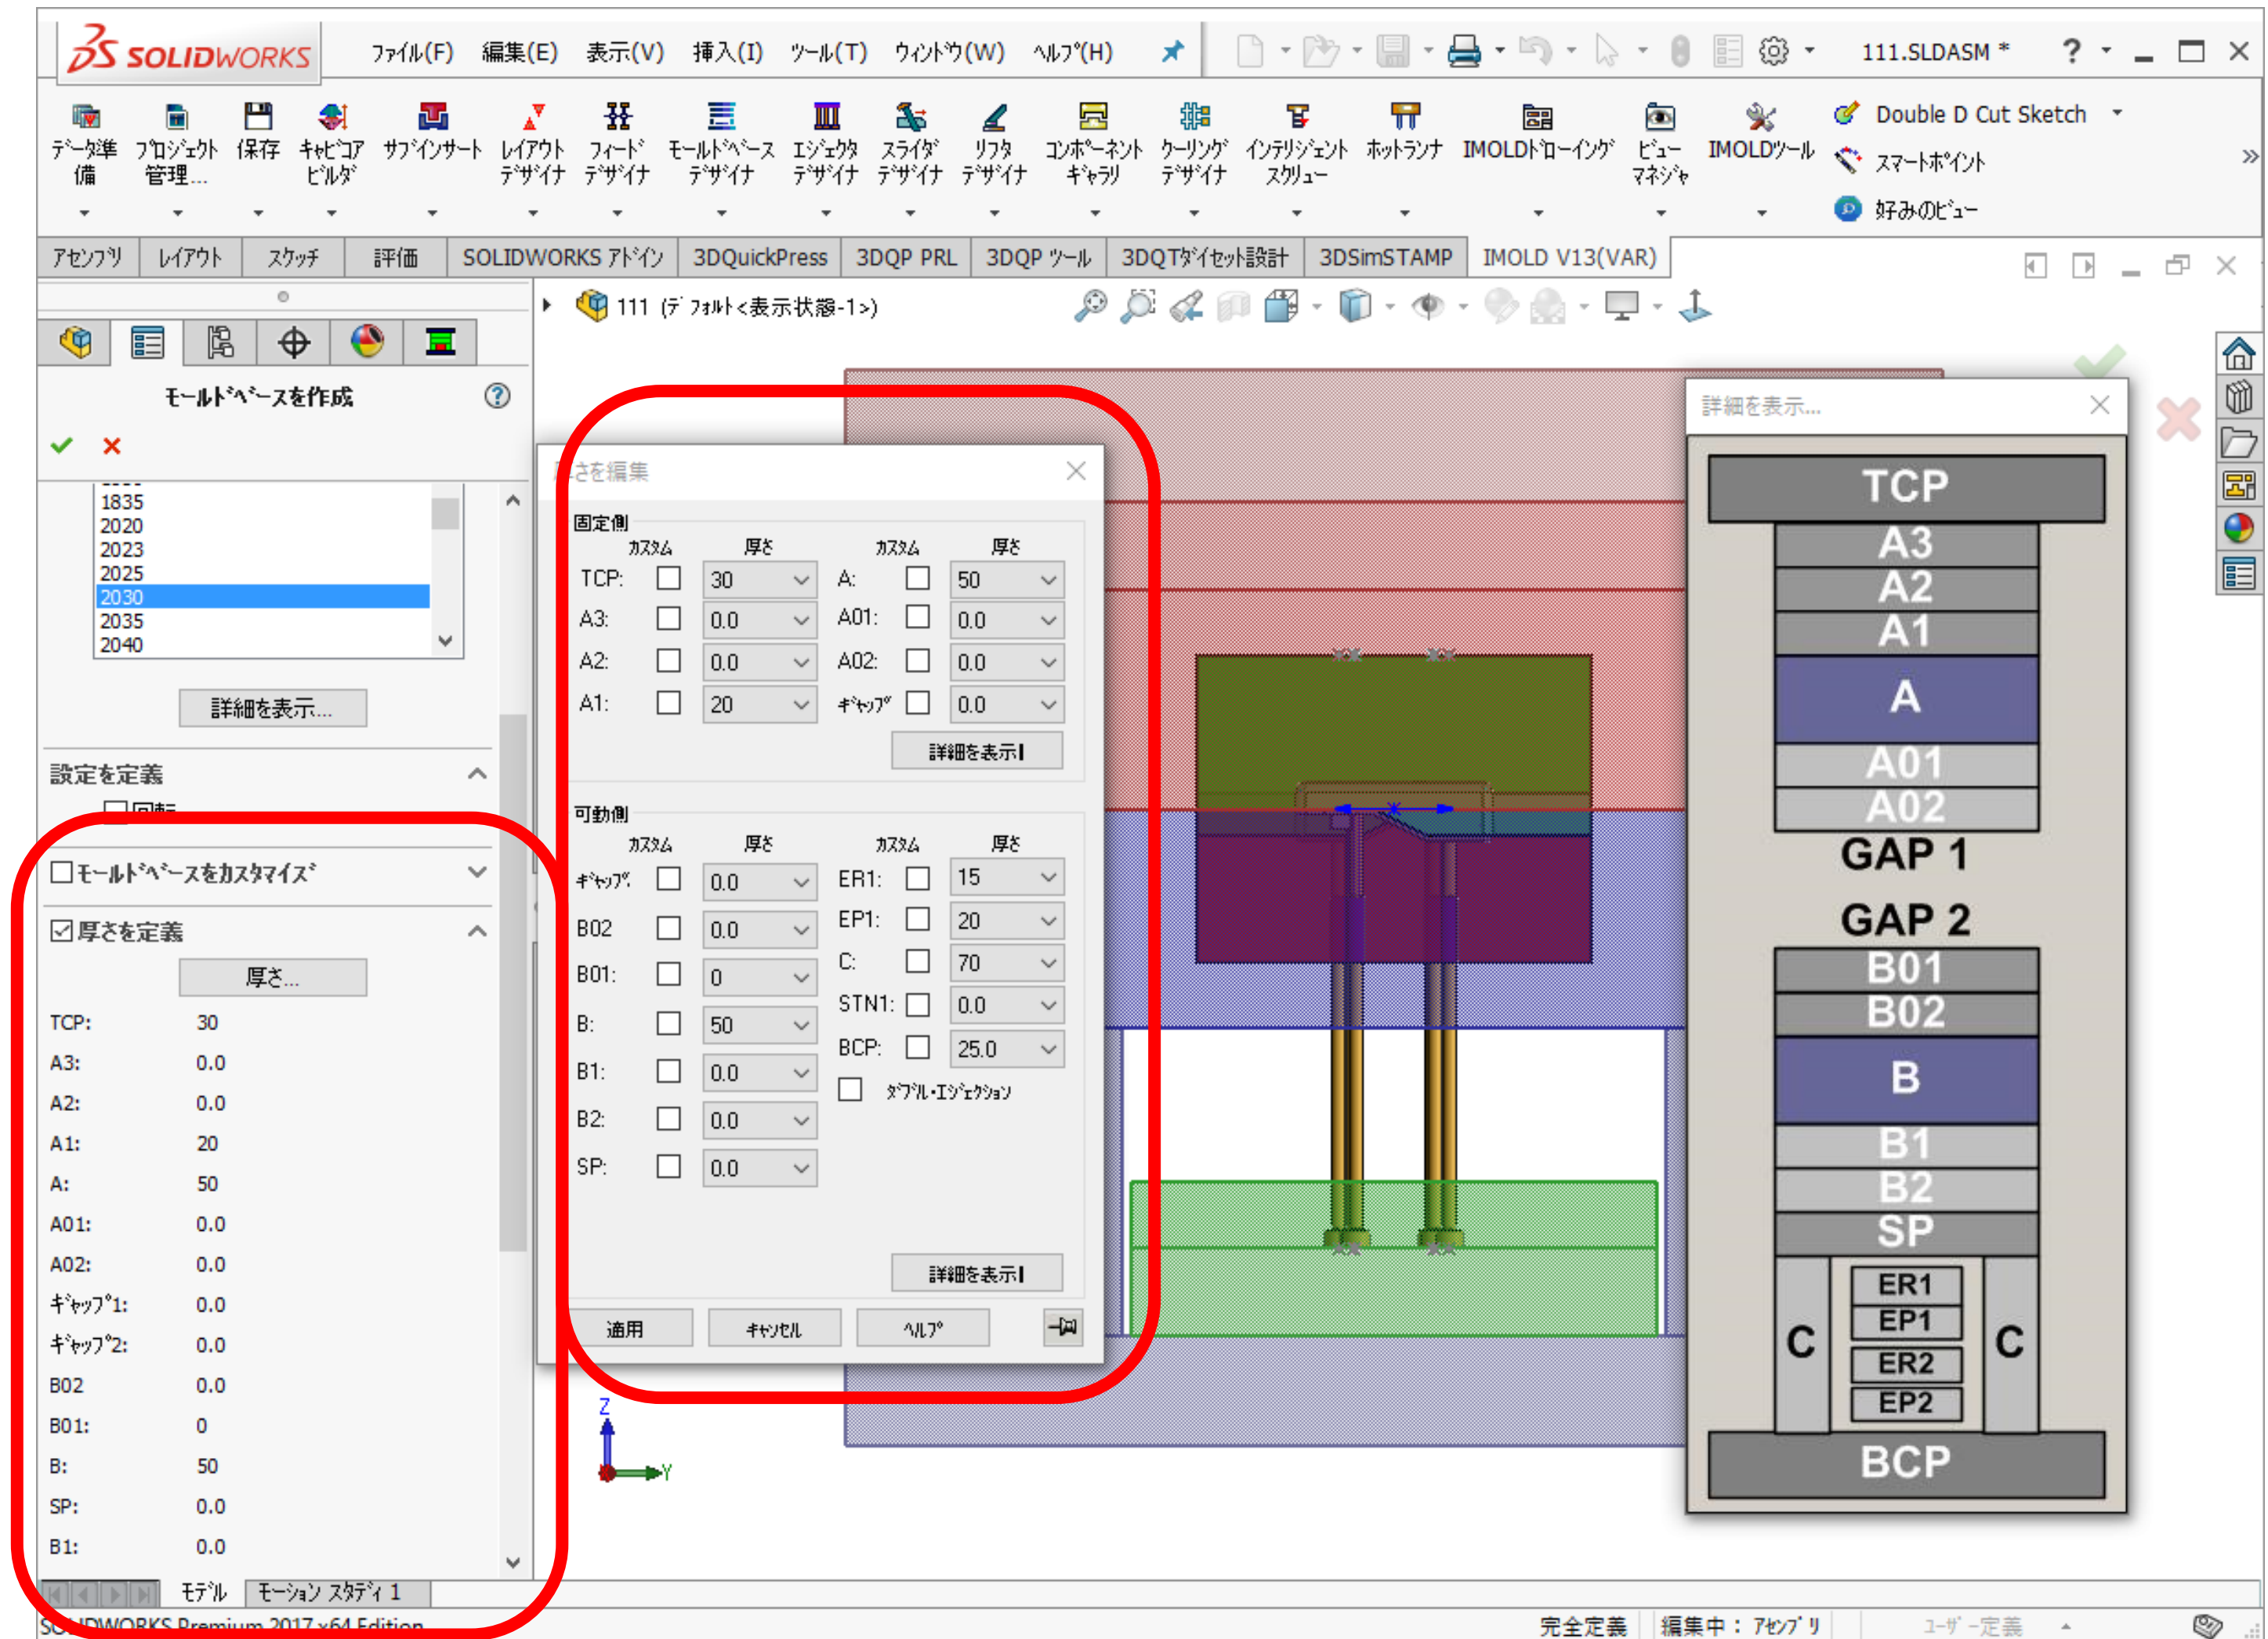 SOLIDWORKS ファイル(F) 編集(E) 表示(V) 挿入(I) ツール(T) ウィンドウ(W) ヘルプ(H) 111.SLDASM * ?
データ準備 プロジェクト管理... 保存 キャビコアビルダ サブインサート レイアウトデザイナ フィードデザイナ モールドベースデザイナ エジェクタデザイナ スライダデザイナ リフタデザイナ コンポーネントギャラリ クーリングデザイナ インテリジェントスクリュー ホットランナ IMOLDドローイング ビューマネジャ IMOLDツール
Double D Cut Sketch
スマートポイント
好みのビュー
アセンブリ レイアウト スケッチ 評価 SOLIDWORKS アドイン 3DQuickPress 3DQP PRL 3DQP ツール 3DQTダイセット設計 3DSimSTAMP IMOLD V13(VAR)
111 (デフォルト<表示状態-1>)
モールドベースを作成
1835
2020
2023
2025
2030
2035
2040
詳細を表示...
設定を定義
モールドベースをカスタマイズ
厚さを定義
厚さ...
TCP: 30
A3: 0.0
A2: 0.0
A1: 20
A: 50
A01: 0.0
A02: 0.0
ギャップ1: 0.0
ギャップ2: 0.0
B02 0.0
B01: 0
B: 50
SP: 0.0
B1: 0.0
さを編集
固定側
カスタム 厚さ カスタム 厚さ
TCP: 30 A: 50
A3: 0.0 A01: 0.0
A2: 0.0 A02: 0.0
A1: 20 ギャップ 0.0
詳細を表示
可動側
カスタム 厚さ カスタム 厚さ
ギャップ: 0.0 ER1: 15
B02 0.0 EP1: 20
B01: 0 C: 70
B: 50 STN1: 0.0
B1: 0.0 BCP: 25.0
B2: 0.0 ダブル・エジェクション
SP: 0.0
詳細を表示
適用 キャンセル ヘルプ
Z
Y
詳細を表示...
TCP
A3
A2
A1
A
A01
A02
GAP 1
GAP 2
B01
B02
B
B1
B2
SP
ER1
EP1
C C
ER2
EP2
BCP
モデル モーション スタディ 1
SOLIDWORKS Premium 2017 x64 Edition
完全定義 編集中: アセンブリ ユーザー定義